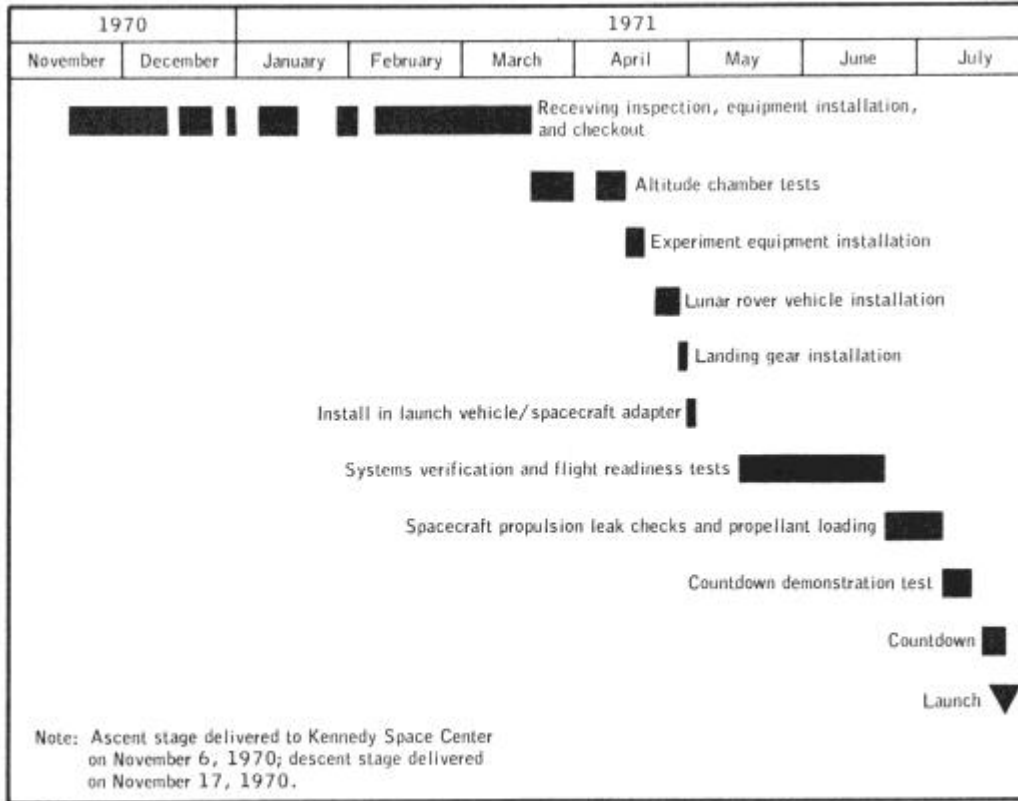 1970
1971
November
December
January
February
March
April
May
June
July
Receiving inspection, equipment installation,
and checkout
Altitude chamber tests
Experiment equipment installation
Lunar rover vehicle installation
Landing gear installation
Install in launch vehicle/spacecraft adapter
Systems verification and flight readiness tests
Spacecraft propulsion leak checks and propellant loading
Countdown demonstration test
Countdown
Launch
Note: Ascent stage delivered to Kennedy Space Center
on November 6, 1970; descent stage delivered
on November 17, 1970.